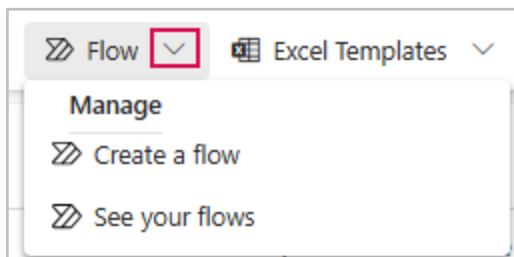 Flow Excel Templates
Manage
Create a flow
See your flows